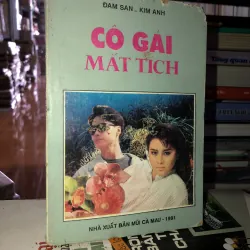 ĐAM SAN _ KIM ANH
CÔ GÁI
MẤT TÍCH
NHÀ XUẤT BẢN MŨI CÀ MAU - 1991